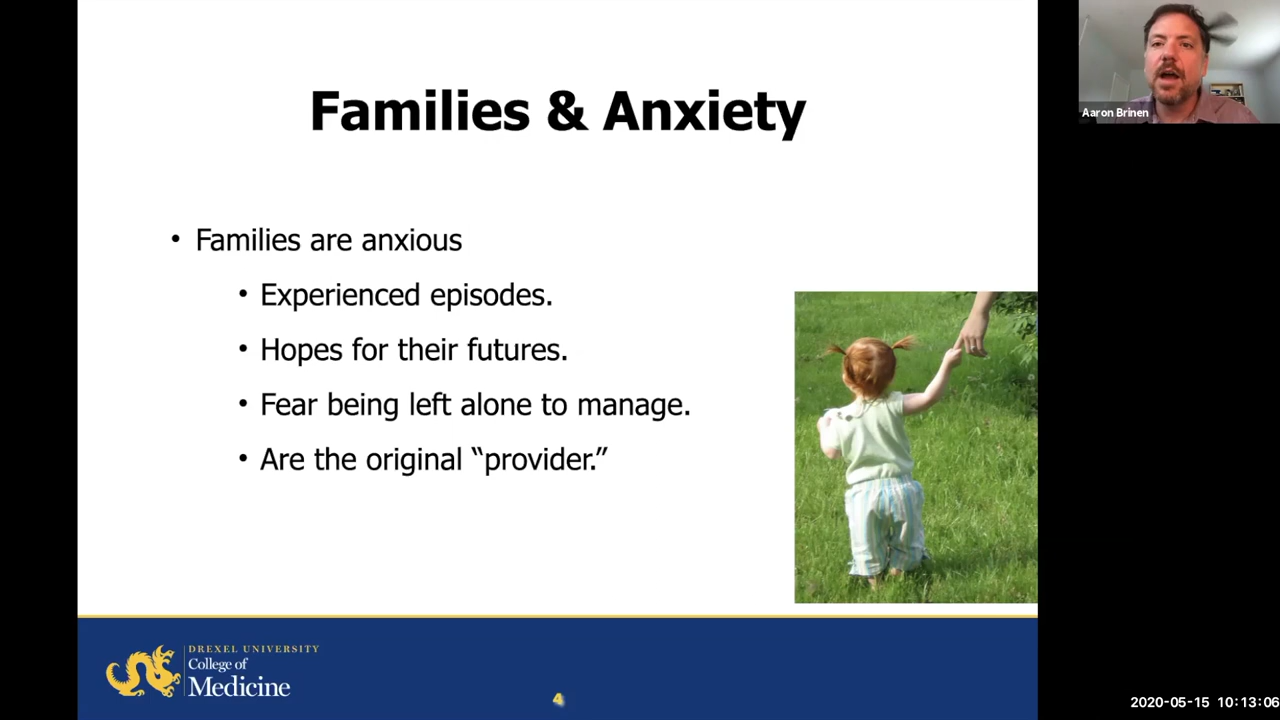 Families & Anxiety
• Families are anxious
• Experienced episodes.
• Hopes for their futures.
• Fear being left alone to manage.
• Are the original “provider.”
DREXEL UNIVERSITY
College of
Medicine
4
Aaron Brinen
2020-05-15 10:13:06